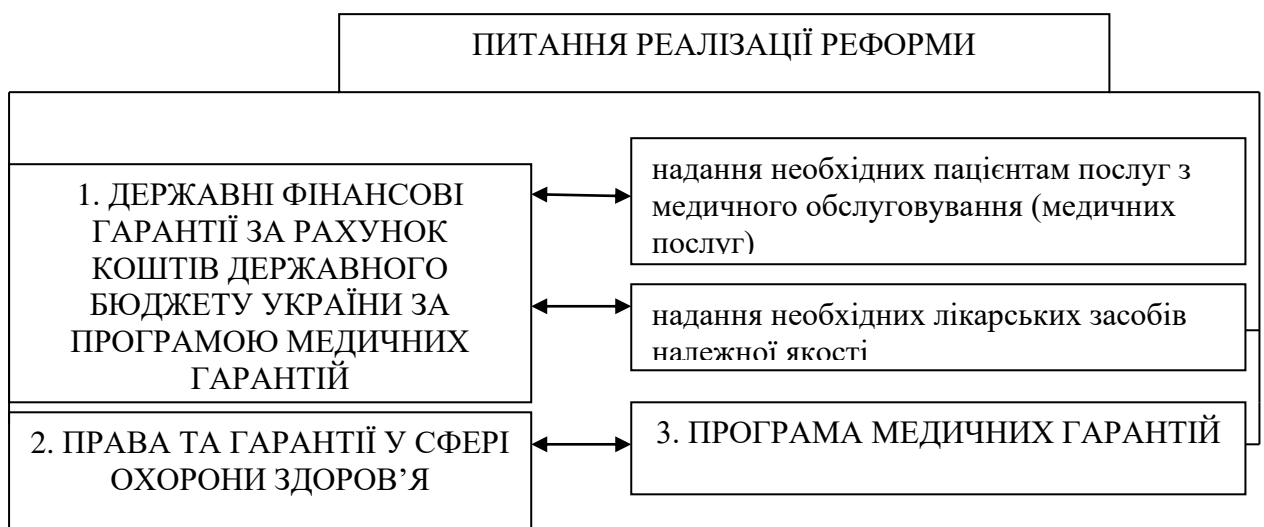 ПИТАННЯ РЕАЛІЗАЦІЇ РЕФОРМИ
1. ДЕРЖАВНІ ФІНАНСОВІ
ГАРАНТІЇ ЗА РАХУНОК
КОШТІВ ДЕРЖАВНОГО
БЮДЖЕТУ УКРАЇНИ ЗА
ПРОГРАМОЮ МЕДИЧНИХ
ГАРАНТІЙ
надання необхідних пацієнтам послуг з
медичного обслуговування (медичних
послуг)
надання необхідних лікарських засобів
належної якості
2. ПРАВА ТА ГАРАНТІЇ У СФЕРІ
ОХОРОНИ ЗДОРОВ’Я
3. ПРОГРАМА МЕДИЧНИХ ГАРАНТІЙ